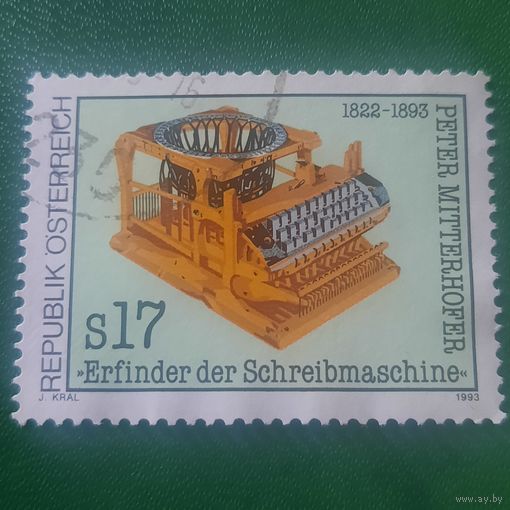 REPUBLIK ÖSTERREICH
1822-1893
PETER MITTERHOFER
s17
»Erfinder der Schreibmaschine«
J. KRAL
1993
www.ay.by